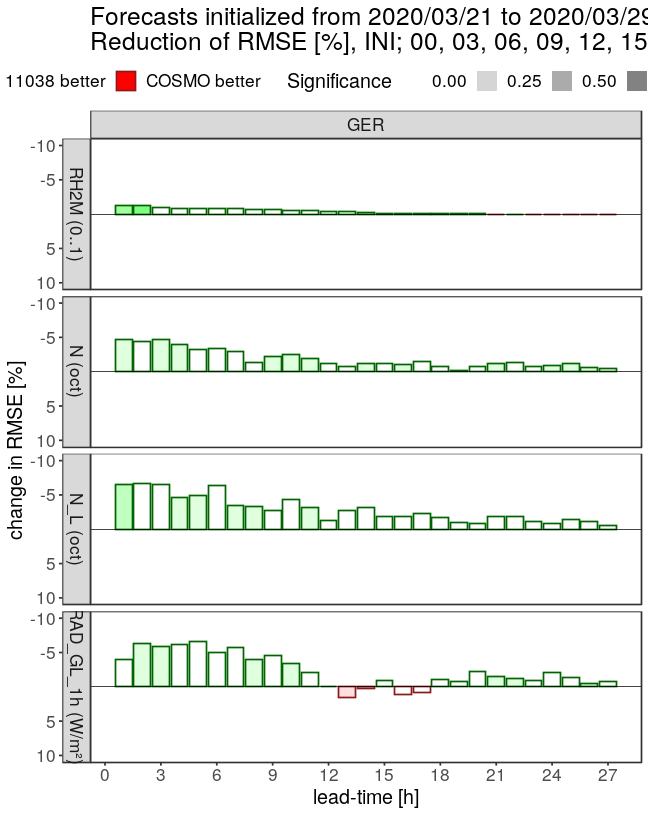 Forecasts initialized from 2020/03/21 to 2020/03/29
Reduction of RMSE [%], INI; 00, 03, 06, 09, 12, 15
11038 better COSMO better Significance 0.00 0.25 0.50
GER
-10
-5
5
10
RH2M (0..1)
-10
-5
5
10
N (oct)
-10
-5
5
10
N_L (oct)
-10
-5
5
10
RAD_GL_1h (W/m²)
change in RMSE [%]
0 3 6 9 12 15 18 21 24 27
lead-time [h]